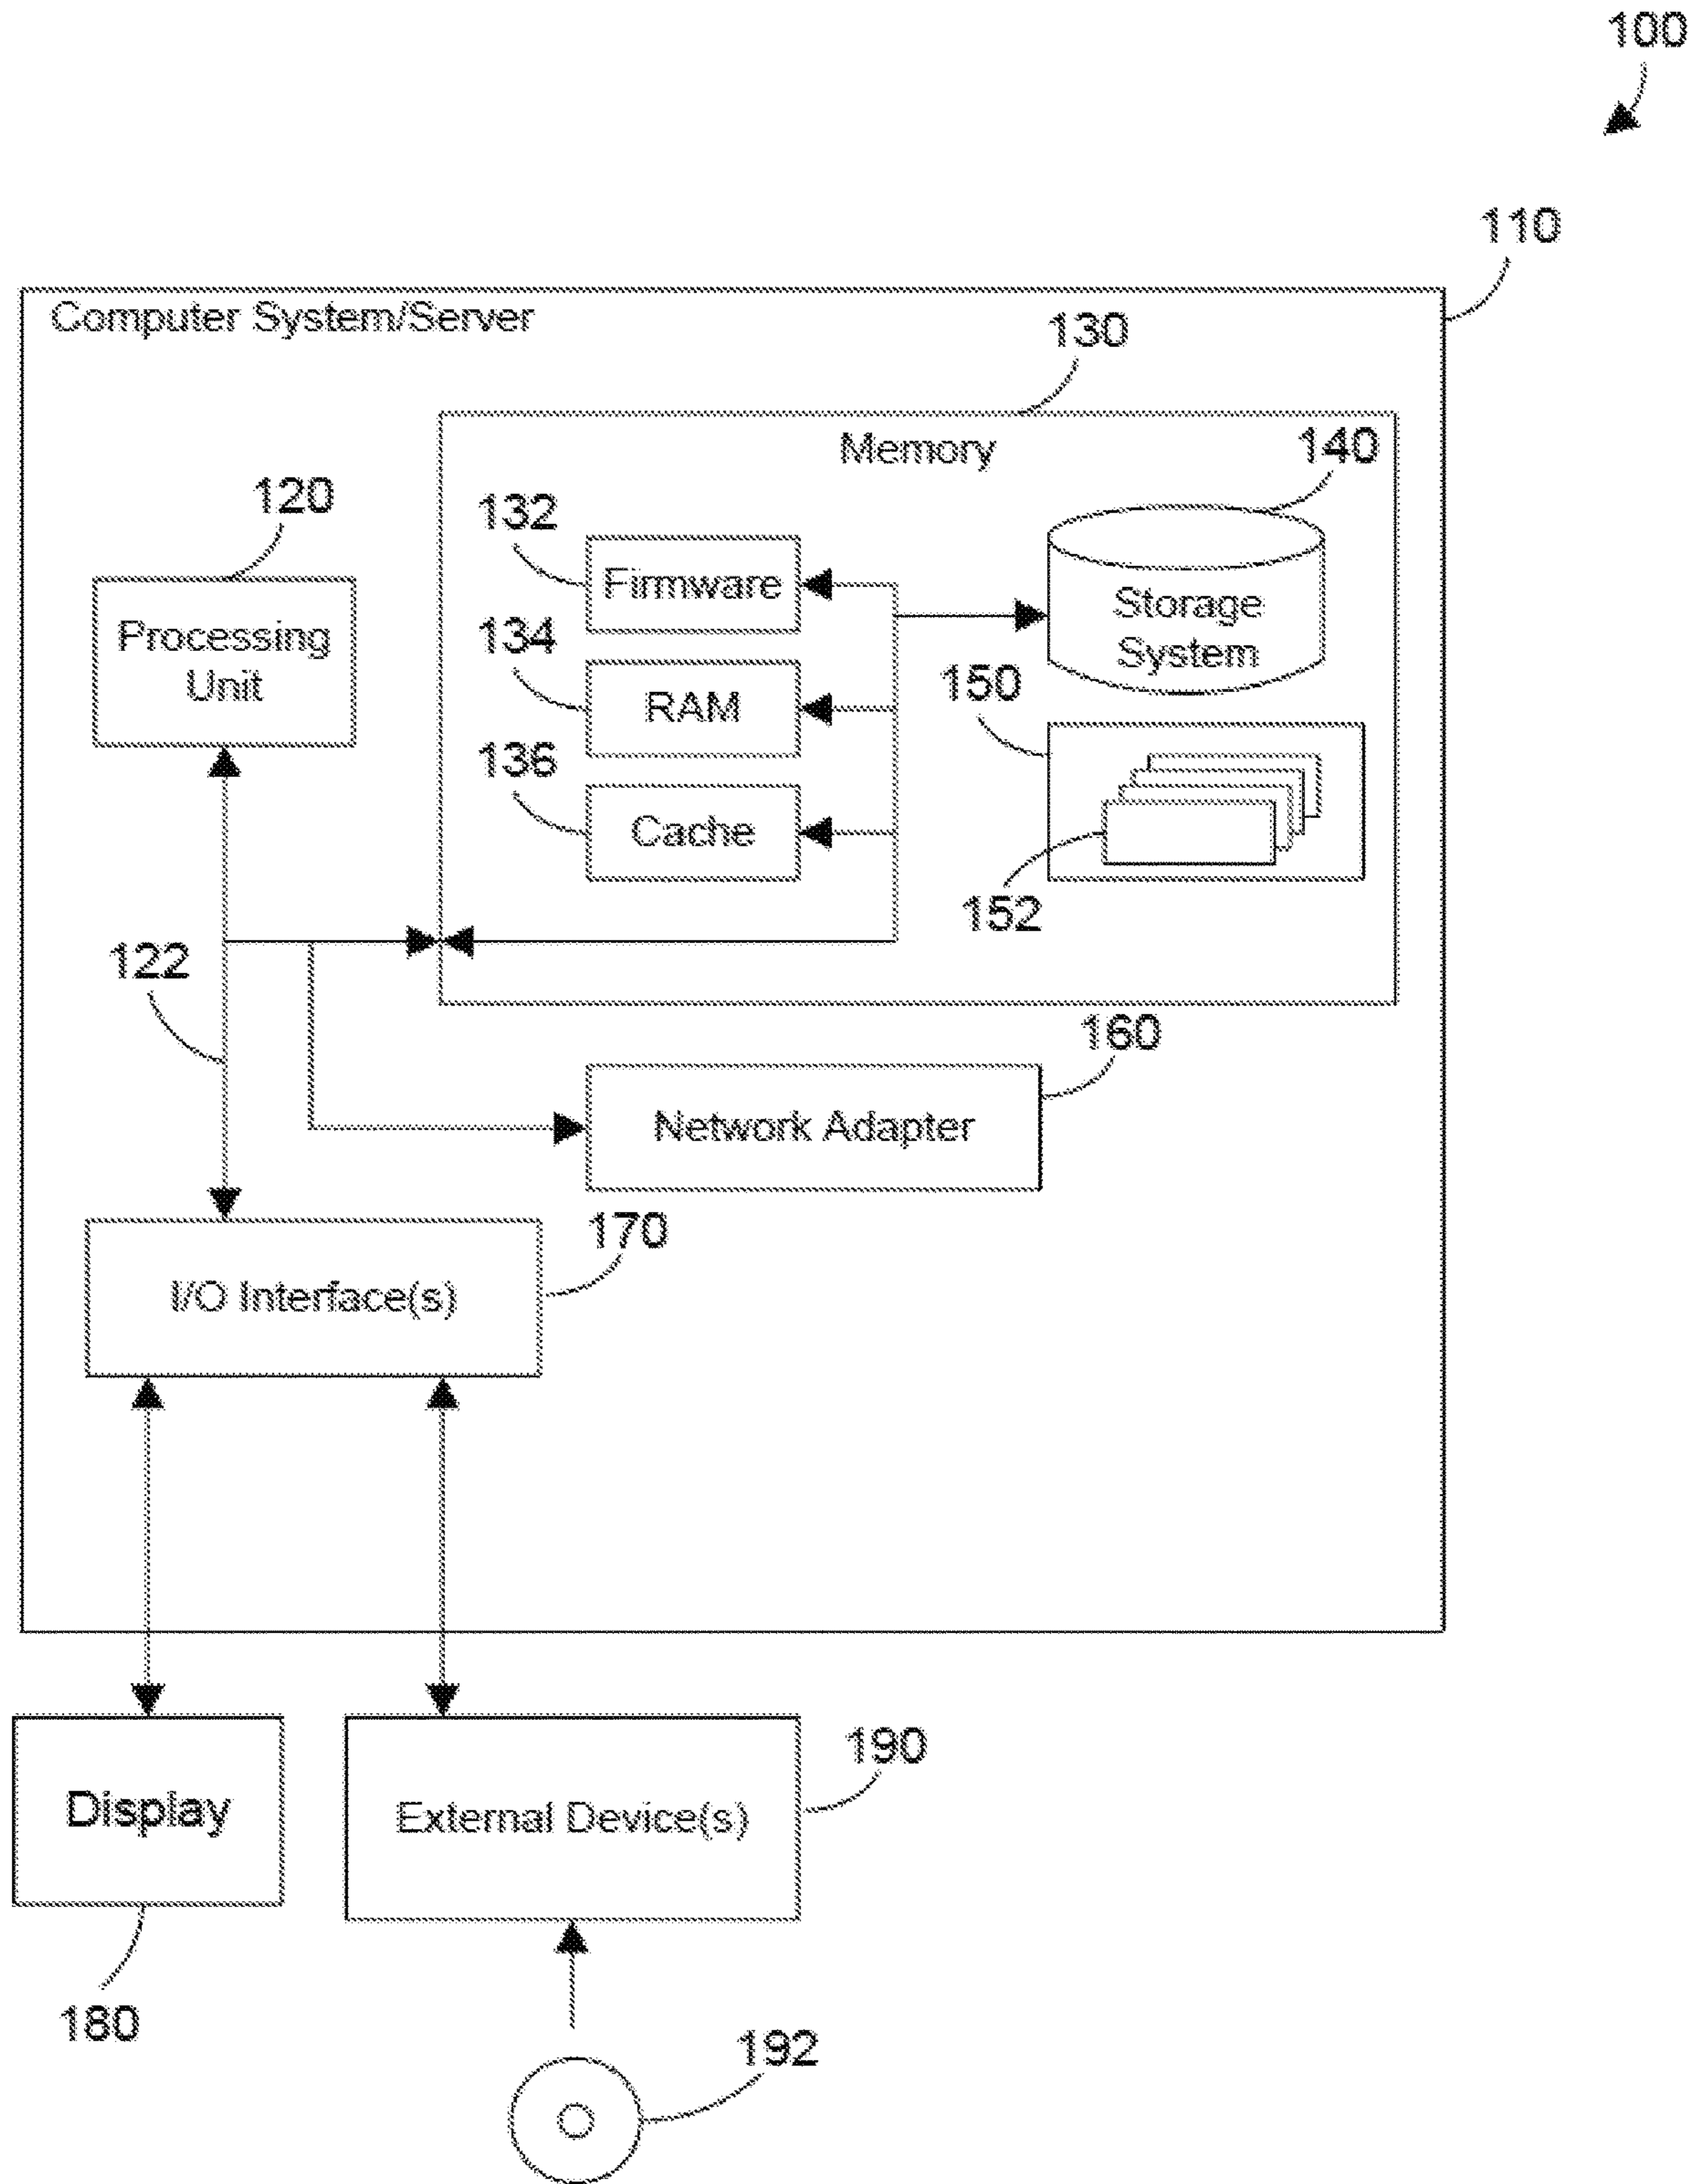 100
110
Computer System/Server
130
Memory
140
120
132
Firmware
Processing
Unit
Storage
System
134
RAM
150
136
Cache
152
122
160
Network Adapter
170
I/O Interface(s)
190
Display
External Device(s)
180
192